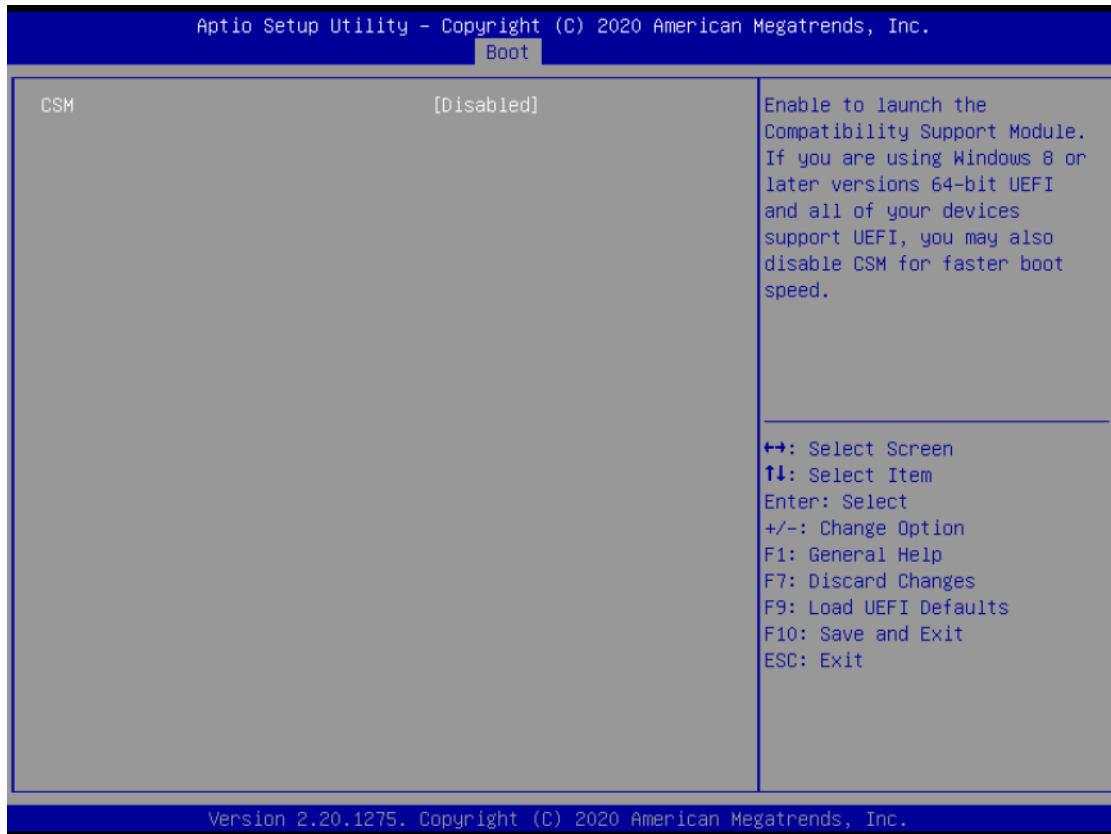 Aptio Setup Utility – Copyright (C) 2020 American Megatrends, Inc.
Boot
CSM [Disabled]
Enable to launch the
Compatibility Support Module.
If you are using Windows 8 or
later versions 64-bit UEFI
and all of your devices
support UEFI, you may also
disable CSM for faster boot
speed.
↔: Select Screen
↑↓: Select Item
Enter: Select
+/-: Change Option
F1: General Help
F7: Discard Changes
F9: Load UEFI Defaults
F10: Save and Exit
ESC: Exit
Version 2.20.1275. Copyright (C) 2020 American Megatrends, Inc.